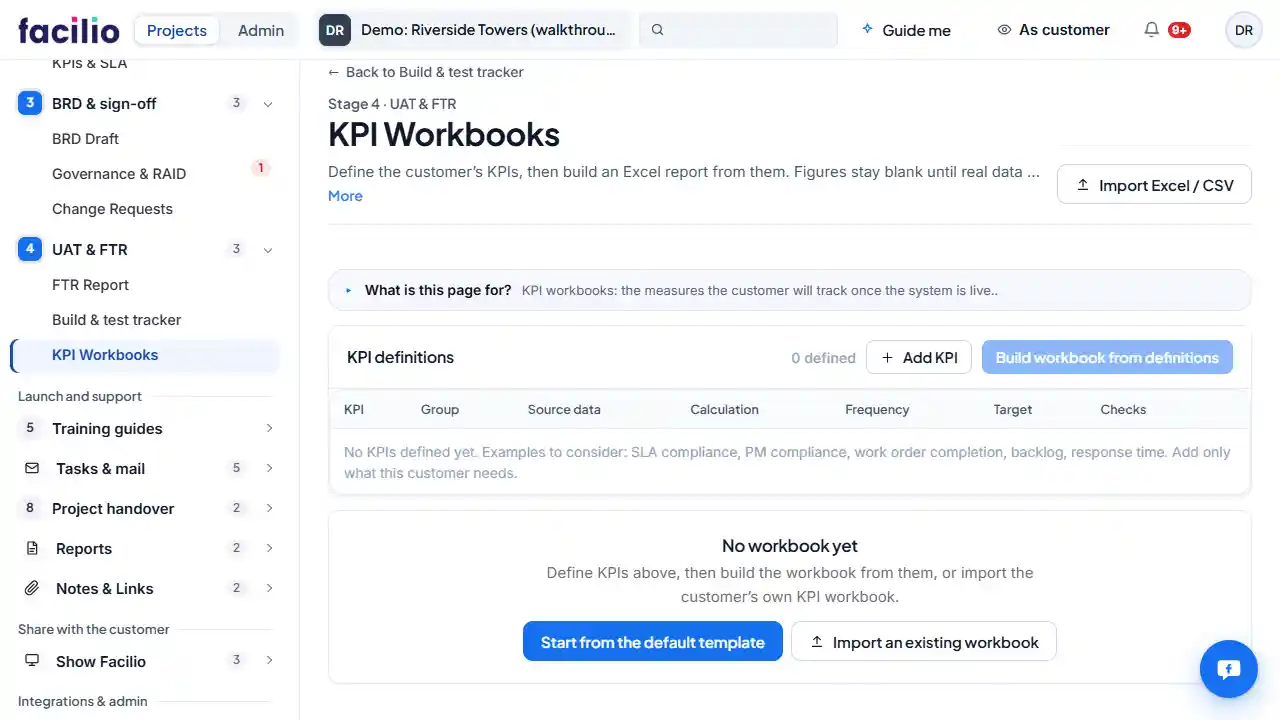 facilio
Projects
Admin
DR
Demo: Riverside Towers (walkthrou...
Guide me
As customer
9+
DR
KPIs & SLA
3 BRD & sign-off 3
BRD Draft
Governance & RAID 1
Change Requests
4 UAT & FTR 3
FTR Report
Build & test tracker
KPI Workbooks
Launch and support
5 Training guides
Tasks & mail 5
8 Project handover 2
Reports 2
Notes & Links 2
Share with the customer
Show Facilio 3
Integrations & admin
← Back to Build & test tracker
Stage 4 · UAT & FTR
KPI Workbooks
Define the customer’s KPIs, then build an Excel report from them. Figures stay blank until real data ...
More
Import Excel / CSV
What is this page for? KPI workbooks: the measures the customer will track once the system is live..
KPI definitions
0 defined
+ Add KPI
Build workbook from definitions
KPI Group Source data Calculation Frequency Target Checks
No KPIs defined yet. Examples to consider: SLA compliance, PM compliance, work order completion, backlog, response time. Add only
what this customer needs.
No workbook yet
Define KPIs above, then build the workbook from them, or import the
customer’s own KPI workbook.
Start from the default template
Import an existing workbook